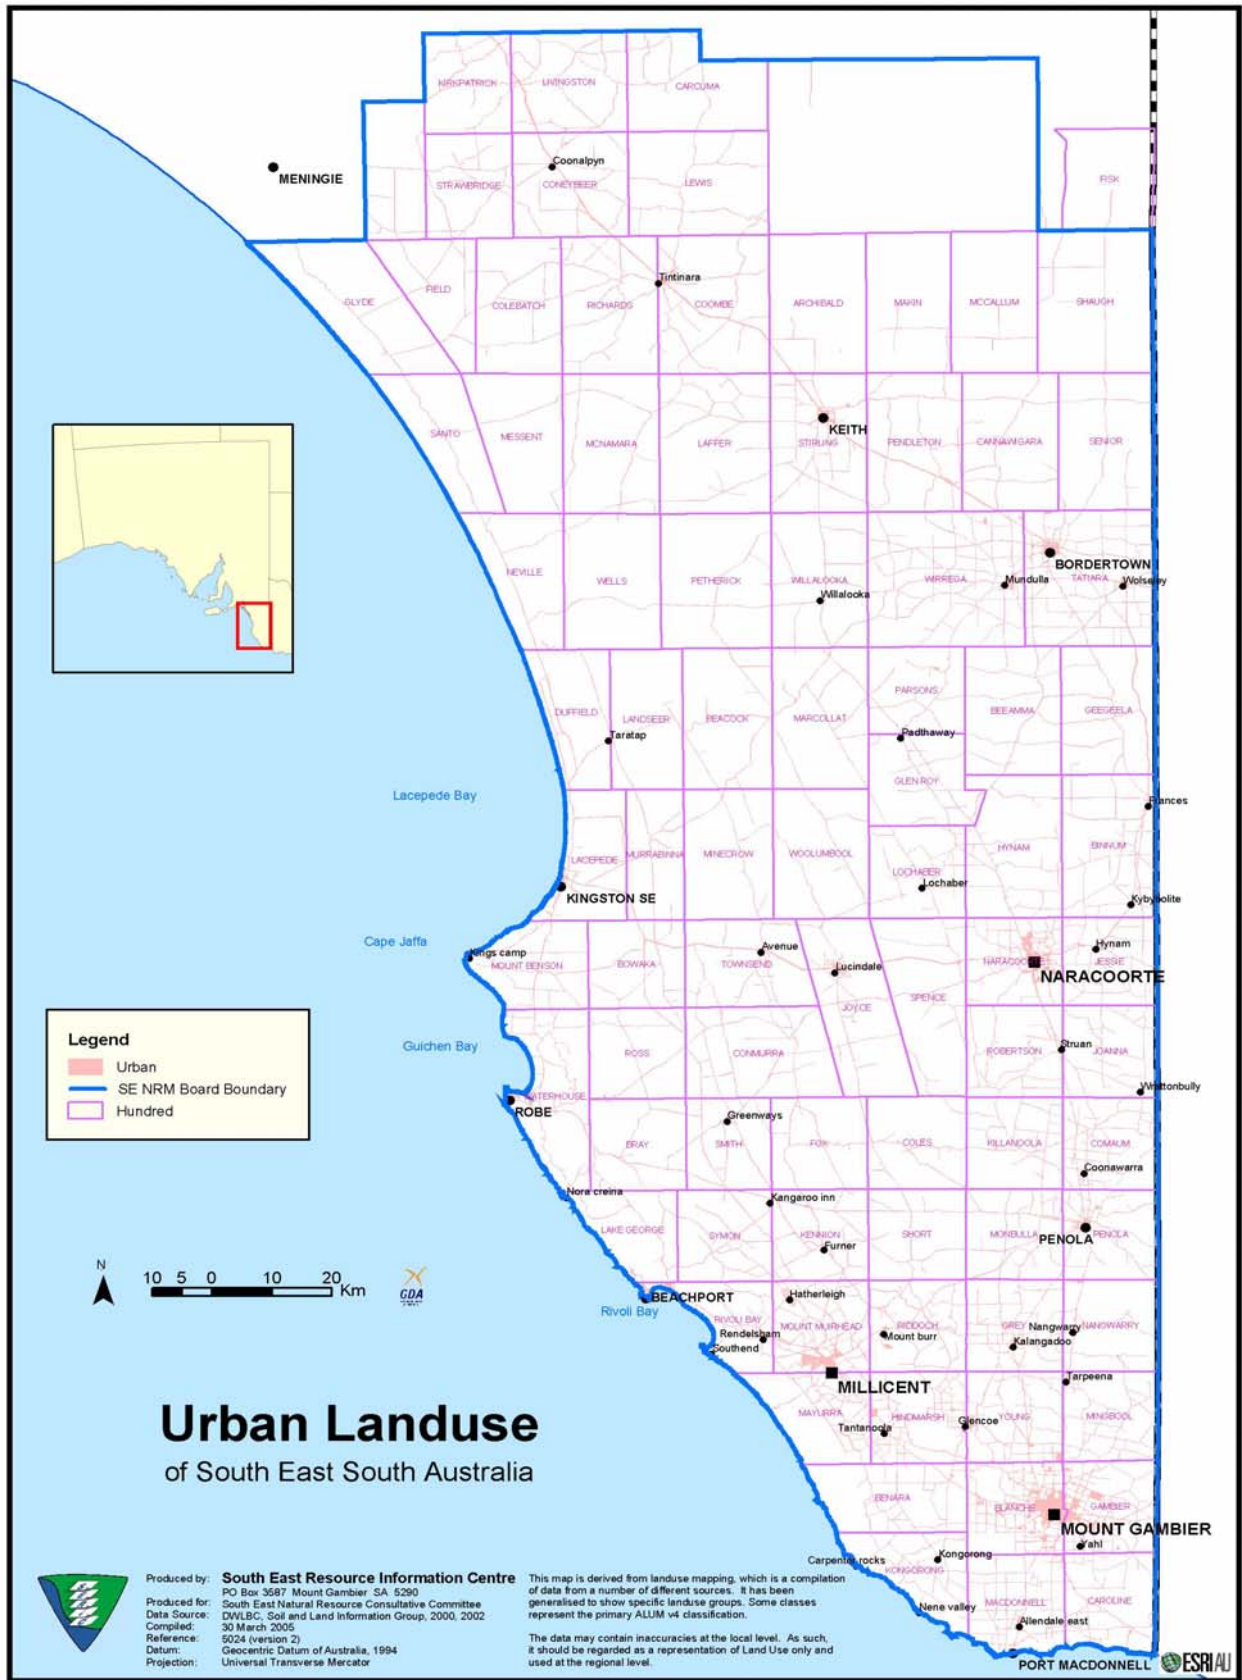 KIRKPATRICK
LIVINGSTON
CARCUMA
MENINGIE
Coonalpyn
STRAWBRIDGE
CONEYBEER
LEWIS
FISK
GLYDE
FIELD
COLEBATCH
RICHARDS
Tintinara
COOMBE
ARCHIBALD
MAKIN
MCCALLUM
SHAUGH
SANTO
MESSENT
MCNAMARA
LAFFER
STIRLING
KEITH
PENDLETON
CANNAWIGARA
SENIOR
NEVILLE
WELLS
PETHERICK
WILLALOOKA
Willalooka
WIRREGA
Mundulla
BORDERTOWN
TATIARA
Wolseley
DUFFIELD
LANDSEER
Taratap
PEACOCK
MARCOLLAT
PARSONS
Padthaway
GLEN ROY
BEEAMMA
GEEGEELA
Lacepede Bay
Frances
LACEPEDE
MURRABINNA
MINECROW
WOOLUMBOOL
LOCHABER
Lochaber
HYNAM
BINNUM
KINGSTON SE
Kybybolite
Cape Jaffa
Kings camp
MOUNT BENSON
BOWAKA
TOWNSEND
Avenue
Lucindale
JOYCE
SPENCE
NARACOORTE
Hynam
JESSIE
Guichen Bay
ROSS
CONMURRA
ROBERTSON
Struan
JOANNA
Wrattonbully
WATERHOUSE
ROBE
BRAY
Greenways
SMITH
FOX
COLES
KILLANOOLA
COMAUM
Coonawarra
Nora creina
LAKE GEORGE
SYMON
Kangaroo inn
KENNION
Furner
SHORT
MONBULLA
PENOLA
PENOLA
BEACHPORT
Rivoli Bay
RIVOLI BAY
Hatherleigh
MOUNT MUIRHEAD
Rendelsham
Southend
RIDDOCH
Mount burr
GREY
Nangwarry
NANGWARRY
Kalangadoo
MILLICENT
Tarpeena
MAYURRA
HINDMARSH
Tantanoola
Glencoe
YOUNG
MINGBOOL
BENARA
BLANCHE
GAMBIER
MOUNT GAMBIER
Yahl
Carpenter rocks
Kongorong
KONGORONG
Nene valley
MACDONNELL
CAROLINE
Allendale east
PORT MACDONNELL
Legend
Urban
SE NRM Board Boundary
Hundred
N
10 5 0 10 20 Km
GDA
Urban Landuse
of South East South Australia
Produced by: South East Resource Information Centre
PO Box 3587 Mount Gambier SA 5290
Produced for: South East Natural Resource Consultative Committee
Data Source: DWLBC, Soil and Land Information Group, 2000, 2002
Compiled: 30 March 2005
Reference: 5024 (version 2)
Datum: Geocentric Datum of Australia, 1994
Projection: Universal Transverse Mercator
This map is derived from landuse mapping, which is a compilation
of data from a number of different sources. It has been
generalised to show specific landuse groups. Some classes
represent the primary ALUM v4 classification.
The data may contain inaccuracies at the local level. As such,
it should be regarded as a representation of Land Use only and
used at the regional level.
ESRI AU